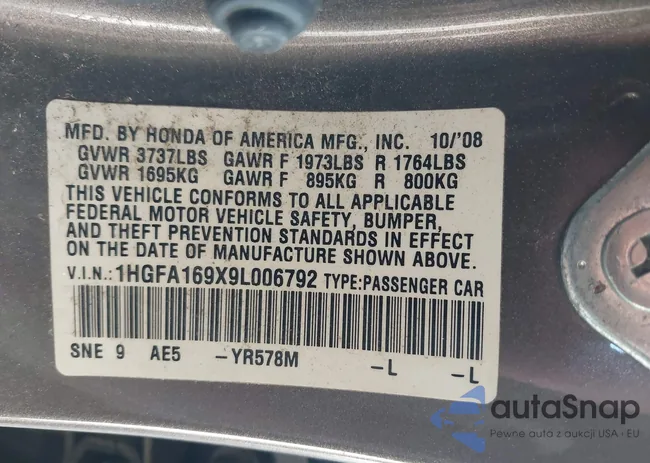 MFD. BY HONDA OF AMERICA MFG., INC. 10/'08
GVWR 3737LBS GAWR F 1973LBS R 1764LBS
GVWR 1695KG GAWR F 895KG R 800KG
THIS VEHICLE CONFORMS TO ALL APPLICABLE
FEDERAL MOTOR VEHICLE SAFETY, BUMPER,
AND THEFT PREVENTION STANDARDS IN EFFECT
ON THE DATE OF MANUFACTURE SHOWN ABOVE.
V.I.N.:1HGFA169X9L006792 TYPE:PASSENGER CAR
SNE 9 AE5 -YR578M -L -L
autaSnap
Pewne auta z aukcji USA i EU